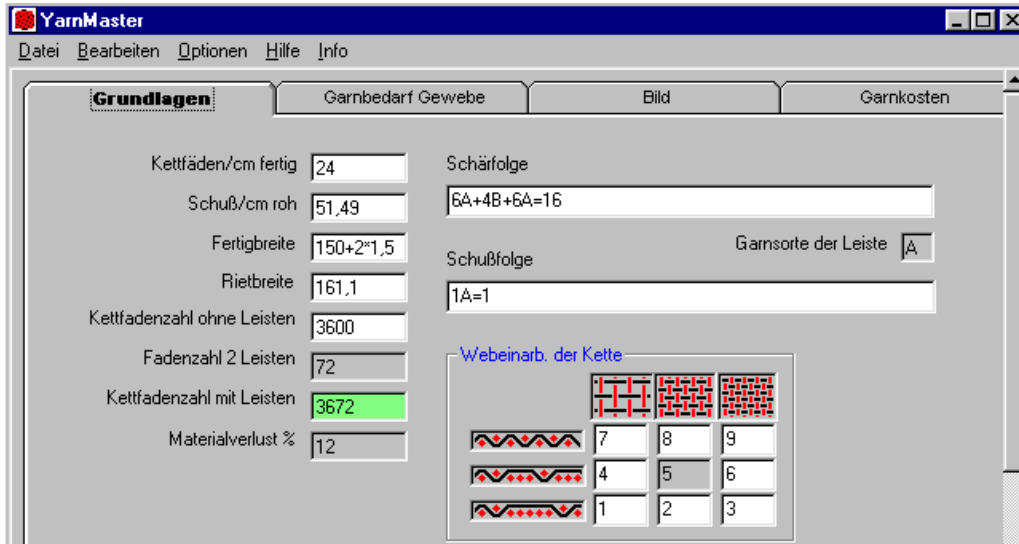 YarnMaster
Datei Bearbeiten Optionen Hilfe Info
Grundlagen Garnbedarf Gewebe Bild Garnkosten
Kettfäden/cm fertig 24
Schuß/cm roh 51,49
Fertigbreite 150+2*1,5
Rietbreite 161,1
Kettfadenzahl ohne Leisten 3600
Fadenzahl 2 Leisten 72
Kettfadenzahl mit Leisten 3672
Materialverlust % 12
Schärfolge
6A+4B+6A=16
Garnsorte der Leiste A
Schußfolge
1A=1
Webeinarb. der Kette
7 8 9
4 5 6
1 2 3